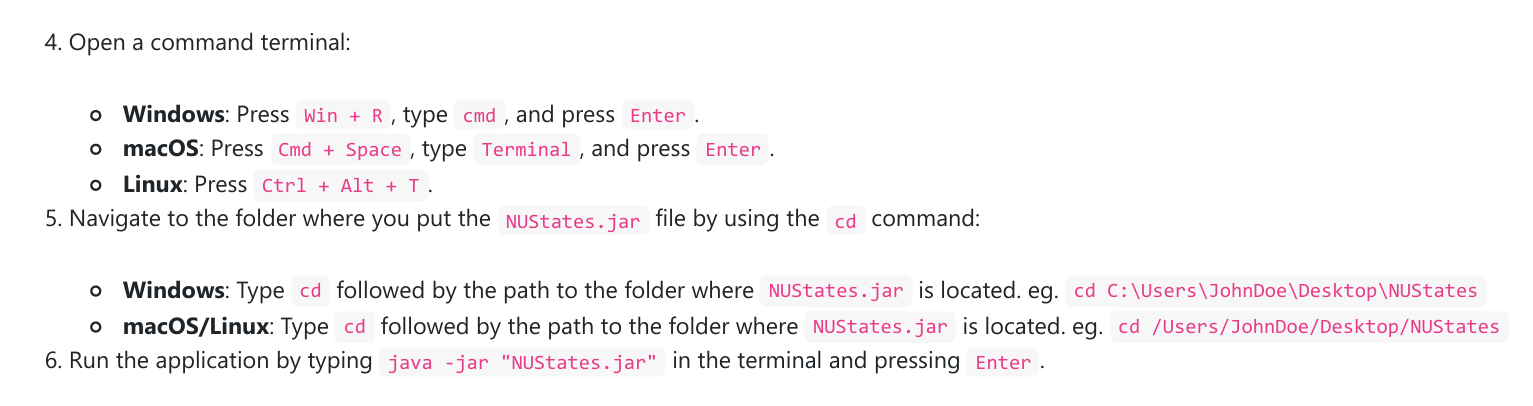 4. Open a command terminal:
Windows: Press Win + R, type cmd, and press Enter.
macOS: Press Cmd + Space, type Terminal, and press Enter.
Linux: Press Ctrl + Alt + T.
5. Navigate to the folder where you put the NUStates.jar file by using the cd command:
Windows: Type cd followed by the path to the folder where NUStates.jar is located. eg. cd C:\Users\JohnDoe\Desktop\NUStates
macOS/Linux: Type cd followed by the path to the folder where NUStates.jar is located. eg. cd /Users/JohnDoe/Desktop/NUStates
6. Run the application by typing java -jar "NUStates.jar" in the terminal and pressing Enter.